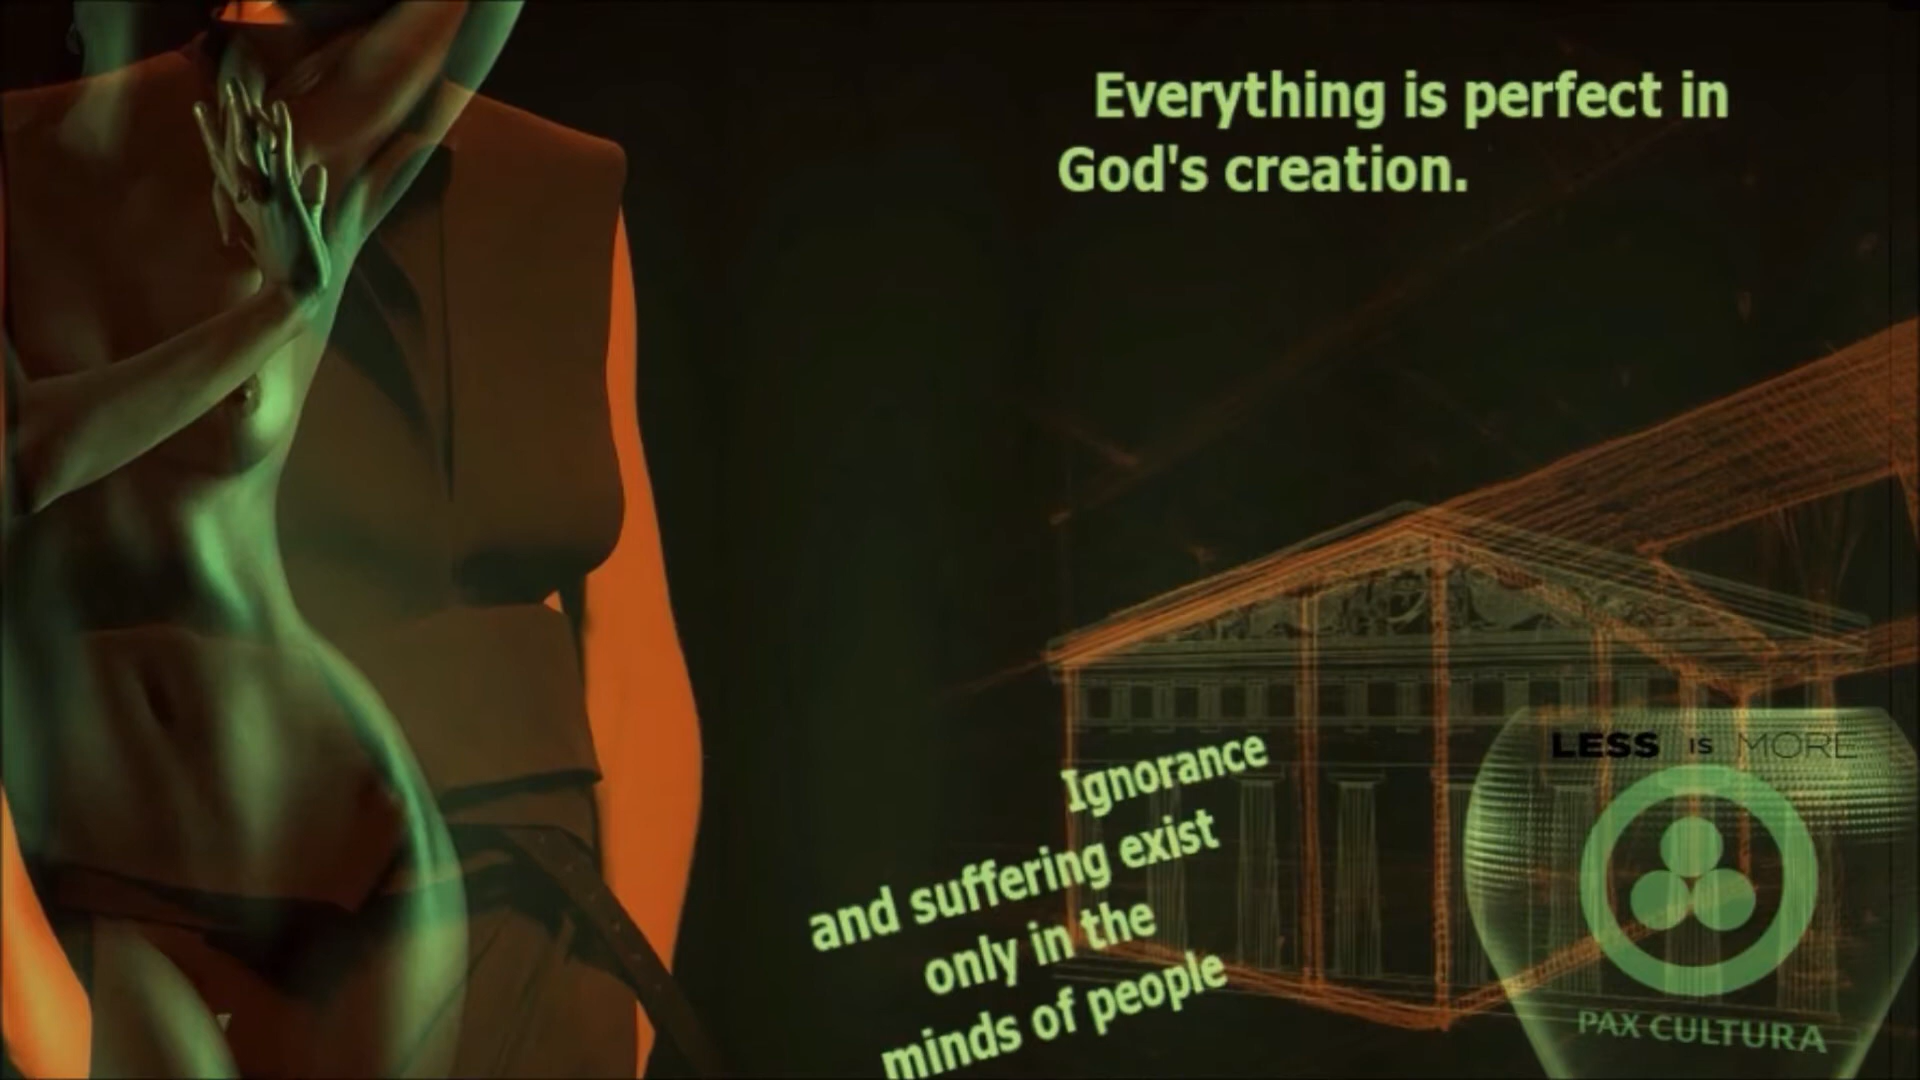 Everything is perfect in
God's creation.
Ignorance
and suffering exist
only in the
minds of people
LESS IS MORE
PAX CULTURA